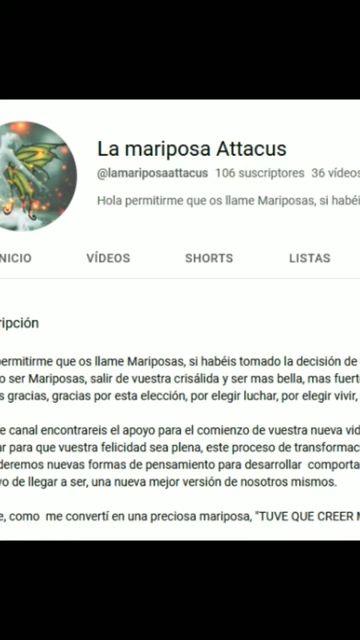 La mariposa Attacus
@lamariposaattacus 106 suscriptores 36 vídeos
Hola permitirme que os llame Mariposas, si habéi
NICIO VÍDEOS SHORTS LISTAS
ripción
permitirme que os llame Mariposas, si habéis tomado la decisión de
o ser Mariposas, salir de vuestra crisálida y ser mas bella, mas fuert
s gracias, gracias por esta elección, por elegir luchar, por elegir vivir,
e canal encontrareis el apoyo para el comienzo de vuestra nueva vid
ar para que vuestra felicidad sea plena, este proceso de transformac
deremos nuevas formas de pensamiento para desarrollar comporta
vo de llegar a ser, una nueva mejor versión de nosotros mismos.
e, como me convertí en una preciosa mariposa, "TUVE QUE CREER M